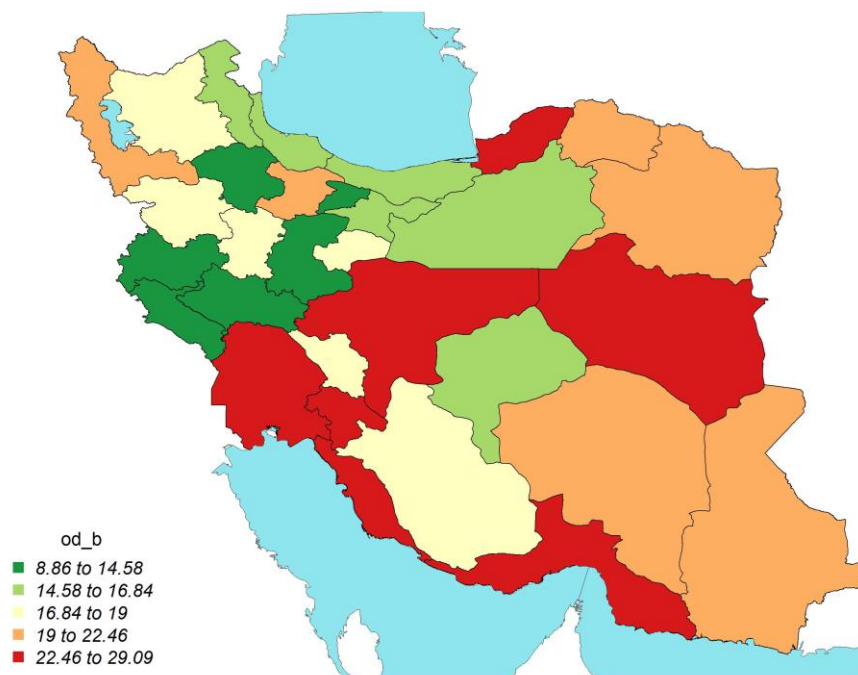 od_b
8.86 to 14.58
14.58 to 16.84
16.84 to 19
19 to 22.46
22.46 to 29.09